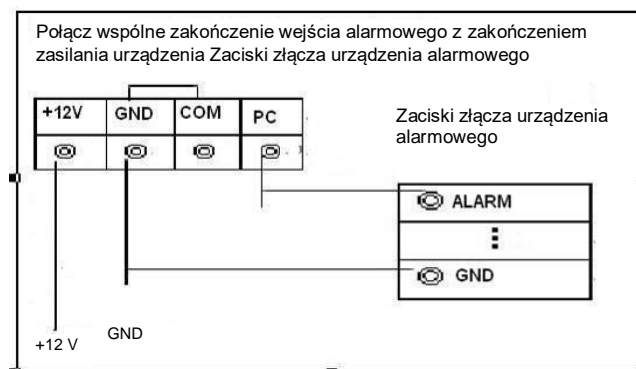 Połącz wspólne zakończenie wejścia alarmowego z zakończeniem
zasilania urządzenia Zaciski złącza urządzenia alarmowego
+12V GND COM PC
Zaciski złącza urządzenia
alarmowego
ALARM
GND
+12 V
GND